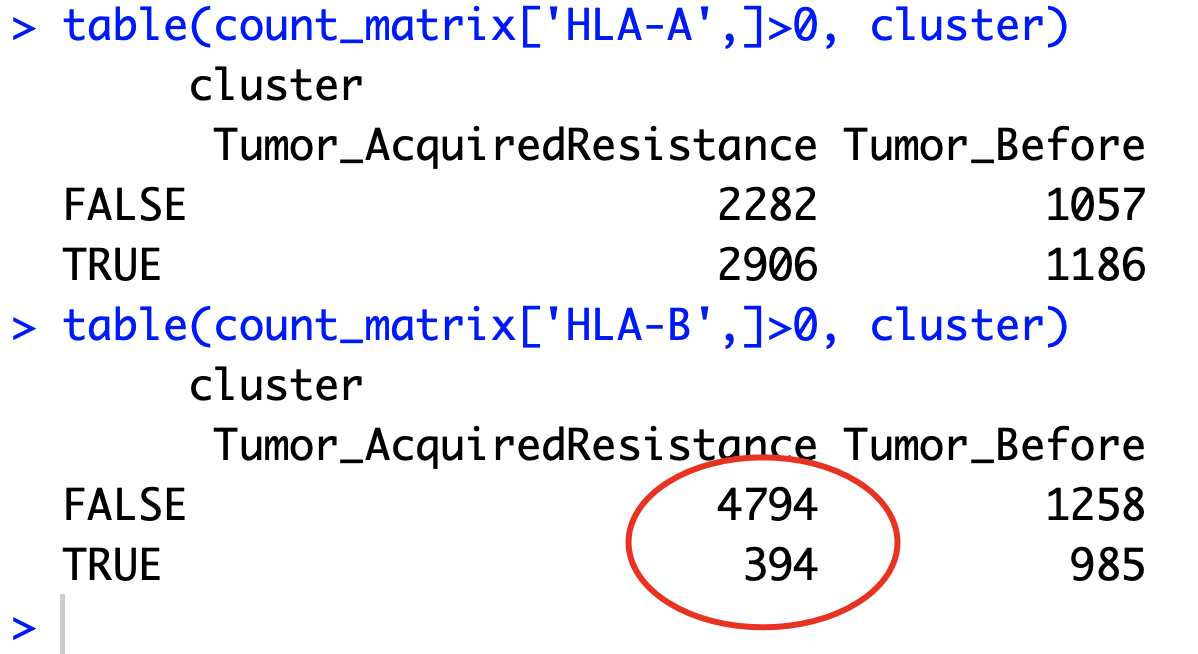 > table(count_matrix['HLA-A',]>0, cluster)
cluster
Tumor_AcquiredResistance Tumor_Before
FALSE 2282 1057
TRUE 2906 1186
> table(count_matrix['HLA-B',]>0, cluster)
cluster
Tumor_AcquiredResistance Tumor_Before
FALSE 4794 1258
TRUE 394 985
>